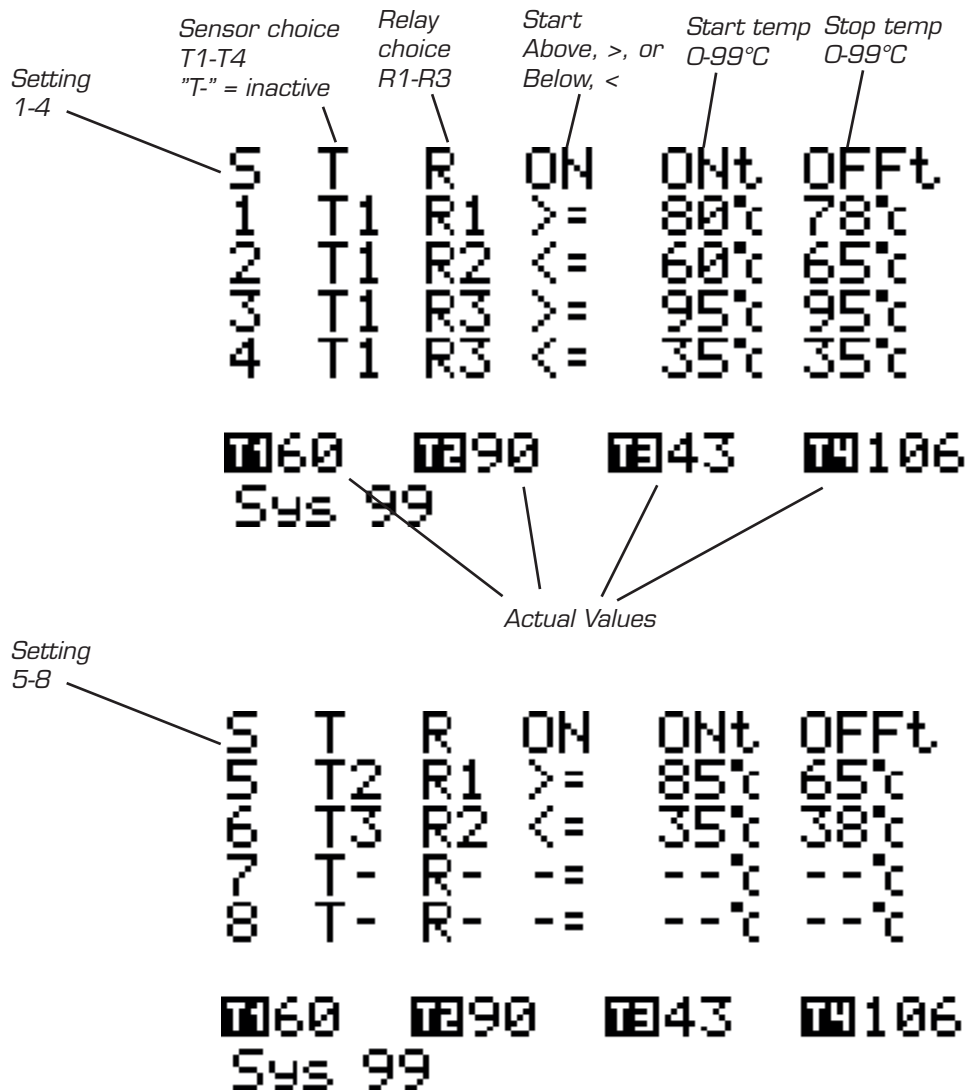 Sensor choice
T1-T4
"T-" = inactive
Relay
choice
R1-R3
Start
Above, >, or
Below, <
Start temp
0-99°C
Stop temp
0-99°C
Setting
1-4
S T R ON ONt OFFt
1 T1 R1 >= 80°C 78°C
2 T1 R2 <= 60°C 65°C
3 T1 R3 >= 95°C 95°C
4 T1 R3 <= 35°C 35°C
T1 60 T2 90 T3 43 T4 106
Sys 99
Actual Values
Setting
5-8
S T R ON ONt OFFt
5 T2 R1 >= 85°C 65°C
6 T3 R2 <= 35°C 38°C
7 T- R- -= --°C --°C
8 T- R- -= --°C --°C
T1 60 T2 90 T3 43 T4 106
Sys 99